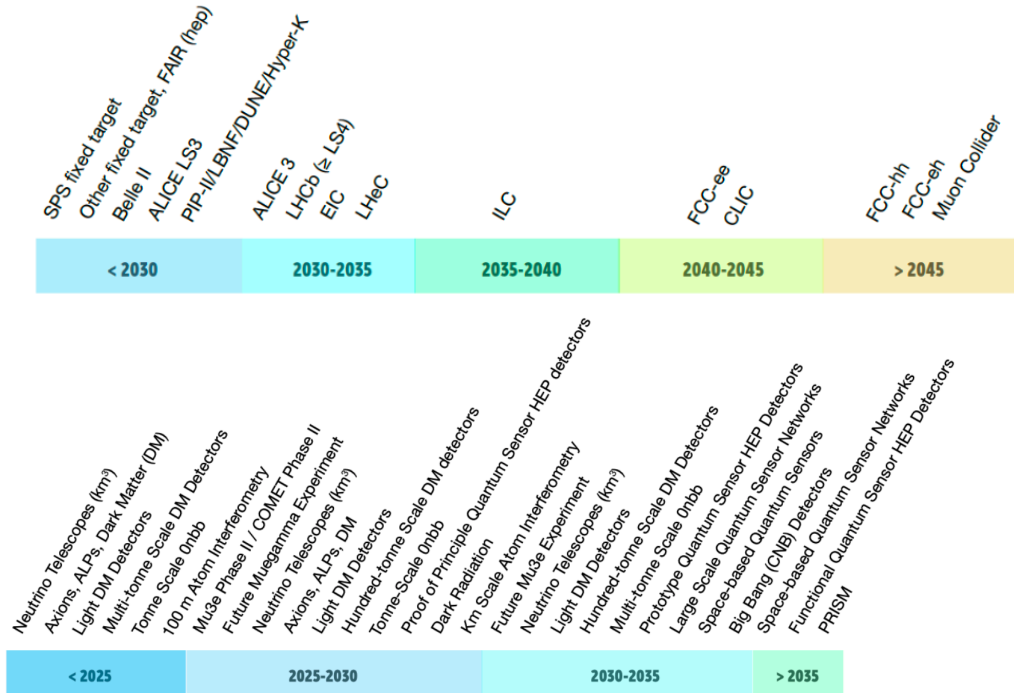 SPS fixed target
Other fixed target, FAIR (hep)
Belle II
ALICE LS3
PIP-II/LBNF/DUNE/Hyper-K
ALICE 3
LHCb (≥ LS4)
EIC
LHeC
ILC
FCC-ee
CLIC
FCC-hh
FCC-eh
Muon Collider
< 2030
2030-2035
2035-2040
2040-2045
> 2045
Neutrino Telescopes (km³)
Axions, ALPs, Dark Matter (DM)
Light DM Detectors
Multi-tonne Scale DM Detectors
Tonne Scale 0nbb
100 m Atom Interferometry
Mu3e Phase II / COMET Phase II
Future Muegamma Experiment
Neutrino Telescopes (km³)
Axions, ALPs, DM
Light DM Detectors
Hundred-tonne Scale DM detectors
Tonne-Scale 0nbb
Proof of Principle Quantum Sensor HEP detectors
Dark Radiation
Km Scale Atom Interferometry
Future Mu3e Experiment
Neutrino Telescopes (km³)
Light DM Detectors
Hundred-tonne Scale DM Detectors
Multi-tonne Scale 0nbb
Prototype Quantum Sensor HEP Detectors
Large Scale Quantum Sensor Networks
Space-based Quantum Sensors
Big Bang (CNB) Detectors
Space-based Quantum Sensor Networks
Functional Quantum Sensor HEP Detectors
PRISM
< 2025
2025-2030
2030-2035
> 2035